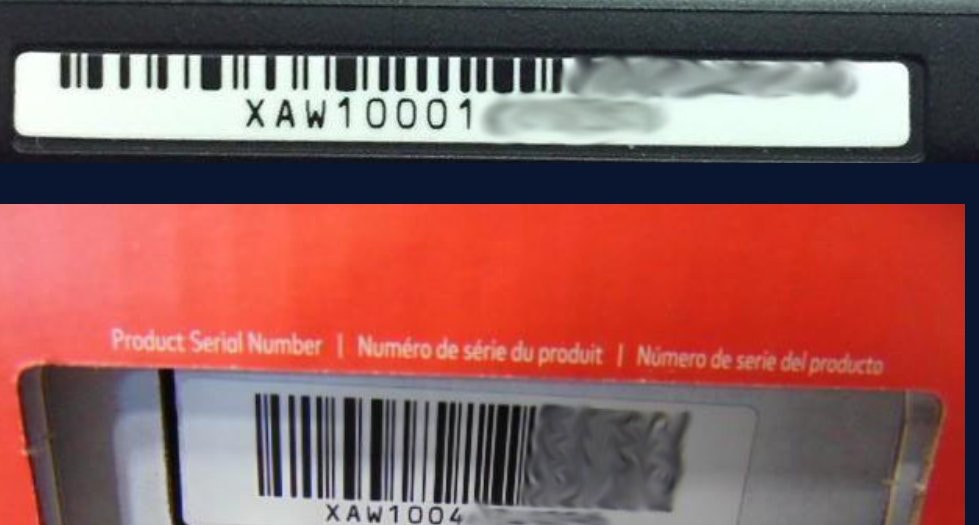 XAW10001
Product Serial Number | Numéro de série du produit | Número de serie del producto
XAW1004